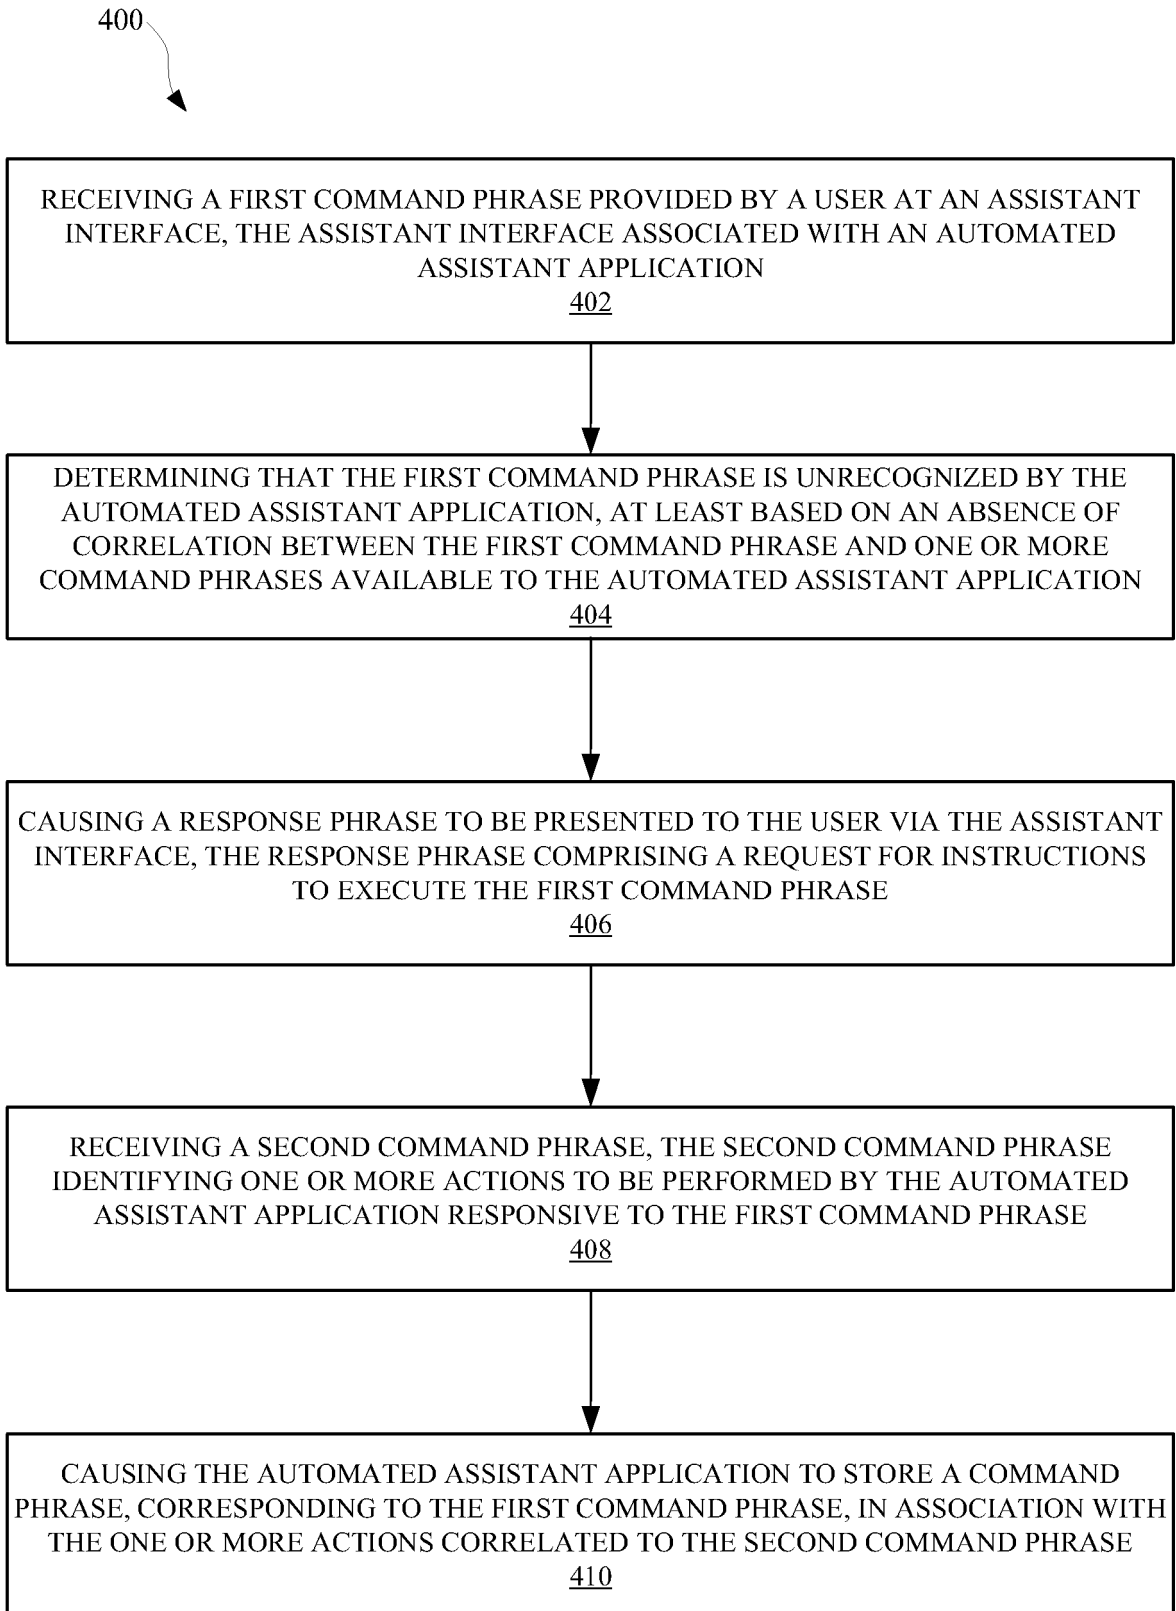 400
RECEIVING A FIRST COMMAND PHRASE PROVIDED BY A USER AT AN ASSISTANT
INTERFACE, THE ASSISTANT INTERFACE ASSOCIATED WITH AN AUTOMATED
ASSISTANT APPLICATION
402
DETERMINING THAT THE FIRST COMMAND PHRASE IS UNRECOGNIZED BY THE
AUTOMATED ASSISTANT APPLICATION, AT LEAST BASED ON AN ABSENCE OF
CORRELATION BETWEEN THE FIRST COMMAND PHRASE AND ONE OR MORE
COMMAND PHRASES AVAILABLE TO THE AUTOMATED ASSISTANT APPLICATION
404
CAUSING A RESPONSE PHRASE TO BE PRESENTED TO THE USER VIA THE ASSISTANT
INTERFACE, THE RESPONSE PHRASE COMPRISING A REQUEST FOR INSTRUCTIONS
TO EXECUTE THE FIRST COMMAND PHRASE
406
RECEIVING A SECOND COMMAND PHRASE, THE SECOND COMMAND PHRASE
IDENTIFYING ONE OR MORE ACTIONS TO BE PERFORMED BY THE AUTOMATED
ASSISTANT APPLICATION RESPONSIVE TO THE FIRST COMMAND PHRASE
408
CAUSING THE AUTOMATED ASSISTANT APPLICATION TO STORE A COMMAND
PHRASE, CORRESPONDING TO THE FIRST COMMAND PHRASE, IN ASSOCIATION WITH
THE ONE OR MORE ACTIONS CORRELATED TO THE SECOND COMMAND PHRASE
410